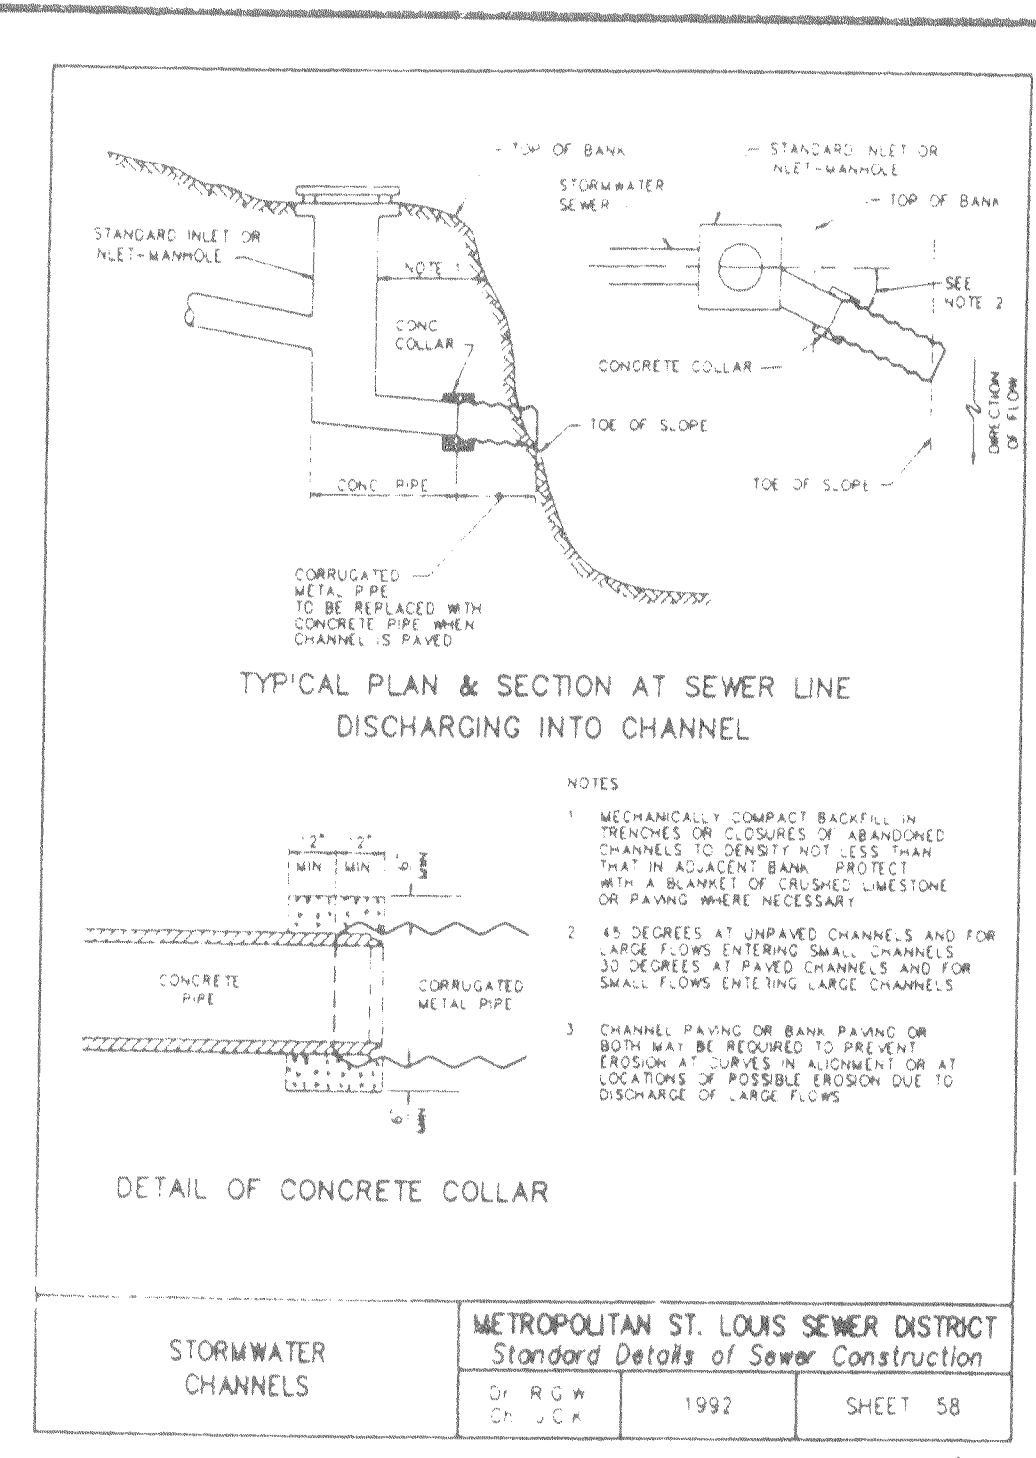 TOP OF BANK
STANDARD INLET OR
INLET-MANHOLE
STORMWATER
SEWER
TOP OF BANK
STANDARD INLET OR
INLET-MANHOLE
NOTE 1
SEE
NOTE 2
CONC
COLLAR
CONCRETE COLLAR
DIRECTION
OF FLOW
TOE OF SLOPE
CONC PIPE
TOE OF SLOPE
CORRUGATED
METAL PIPE
TO BE REPLACED WITH
CONCRETE PIPE WHEN
CHANNEL IS PAVED
TYPICAL PLAN & SECTION AT SEWER LINE
DISCHARGING INTO CHANNEL
NOTES
1 MECHANICALLY COMPACT BACKFILL IN
TRENCHES OR CLOSURES OF ABANDONED
CHANNELS TO DENSITY NOT LESS THAN
THAT IN ADJACENT BANK PROTECT
WITH A BLANKET OF CRUSHED LIMESTONE
OR PAVING WHERE NECESSARY
2 45 DEGREES AT UNPAVED CHANNELS AND FOR
LARGE FLOWS ENTERING SMALL CHANNELS
30 DEGREES AT PAVED CHANNELS AND FOR
SMALL FLOWS ENTERING LARGE CHANNELS
3 CHANNEL PAVING OR BANK PAVING OR
BOTH MAY BE REQUIRED TO PREVENT
EROSION AT CURVES IN ALIGNMENT OR AT
LOCATIONS OF POSSIBLE EROSION DUE TO
DISCHARGE OF LARGE FLOWS
MIN MIN
6" MIN
CONCRETE
PIPE
CORRUGATED
METAL PIPE
6" MIN
DETAIL OF CONCRETE COLLAR
STORMWATER
CHANNELS
METROPOLITAN ST. LOUIS SEWER DISTRICT
Standard Details of Sewer Construction
Dr R G W
Ch J C K
1992
SHEET 58